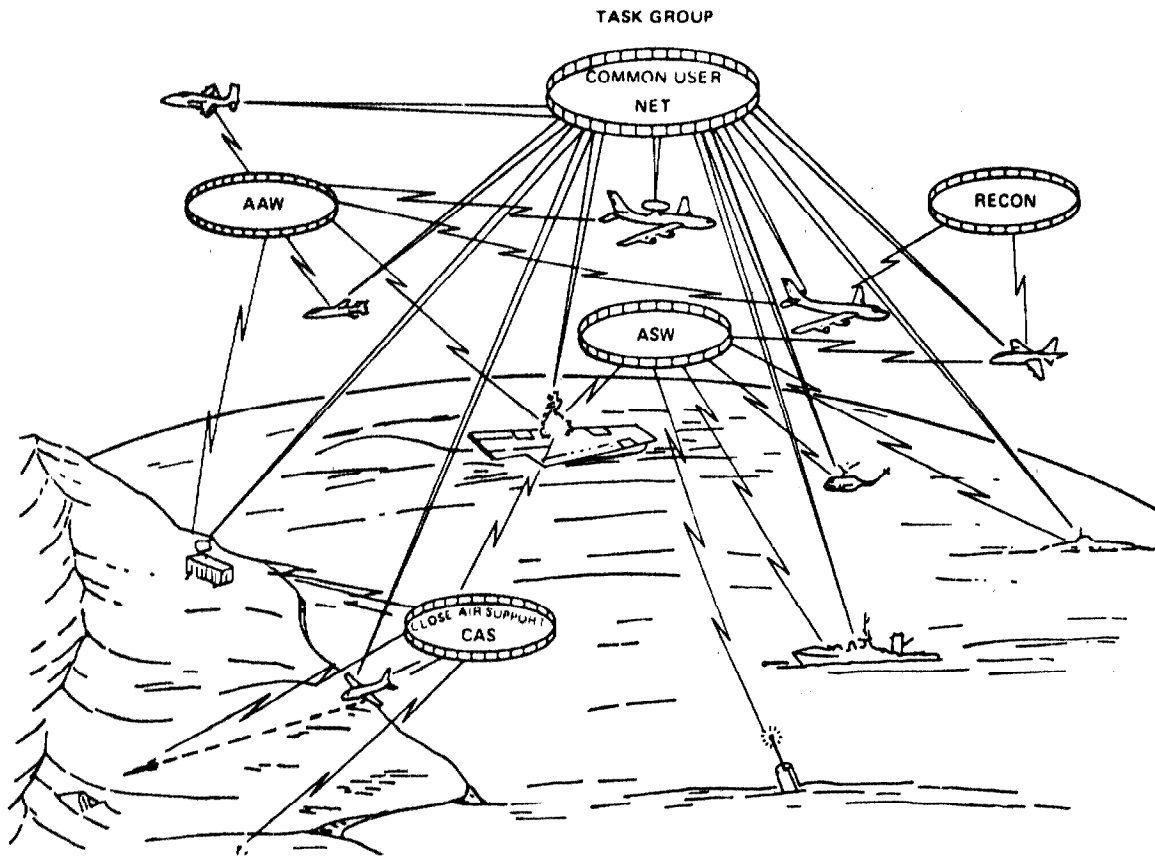 TASK GROUP
COMMON USER
NET
AAW
RECON
ASW
CLOSE AIR SUPPORT
CAS